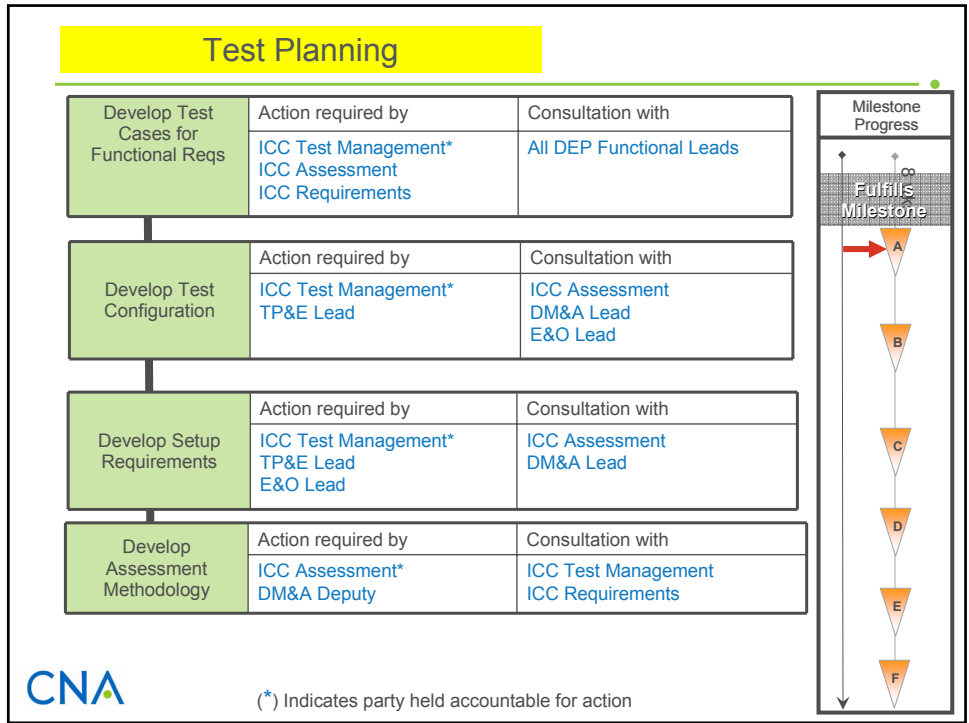 Test Planning
Develop Test
Cases for
Functional Reqs
Action required by
ICC Test Management*
ICC Assessment
ICC Requirements
Consultation with
All DEP Functional Leads
Develop Test
Configuration
Action required by
ICC Test Management*
TP&E Lead
Consultation with
ICC Assessment
DM&A Lead
E&O Lead
Develop Setup
Requirements
Action required by
ICC Test Management*
TP&E Lead
E&O Lead
Consultation with
ICC Assessment
DM&A Lead
Develop
Assessment
Methodology
Action required by
ICC Assessment*
DM&A Deputy
Consultation with
ICC Test Management
ICC Requirements
Milestone
Progress
Fulfills
Milestone
A
B
C
D
E
F
CNA
(*) Indicates party held accountable for action